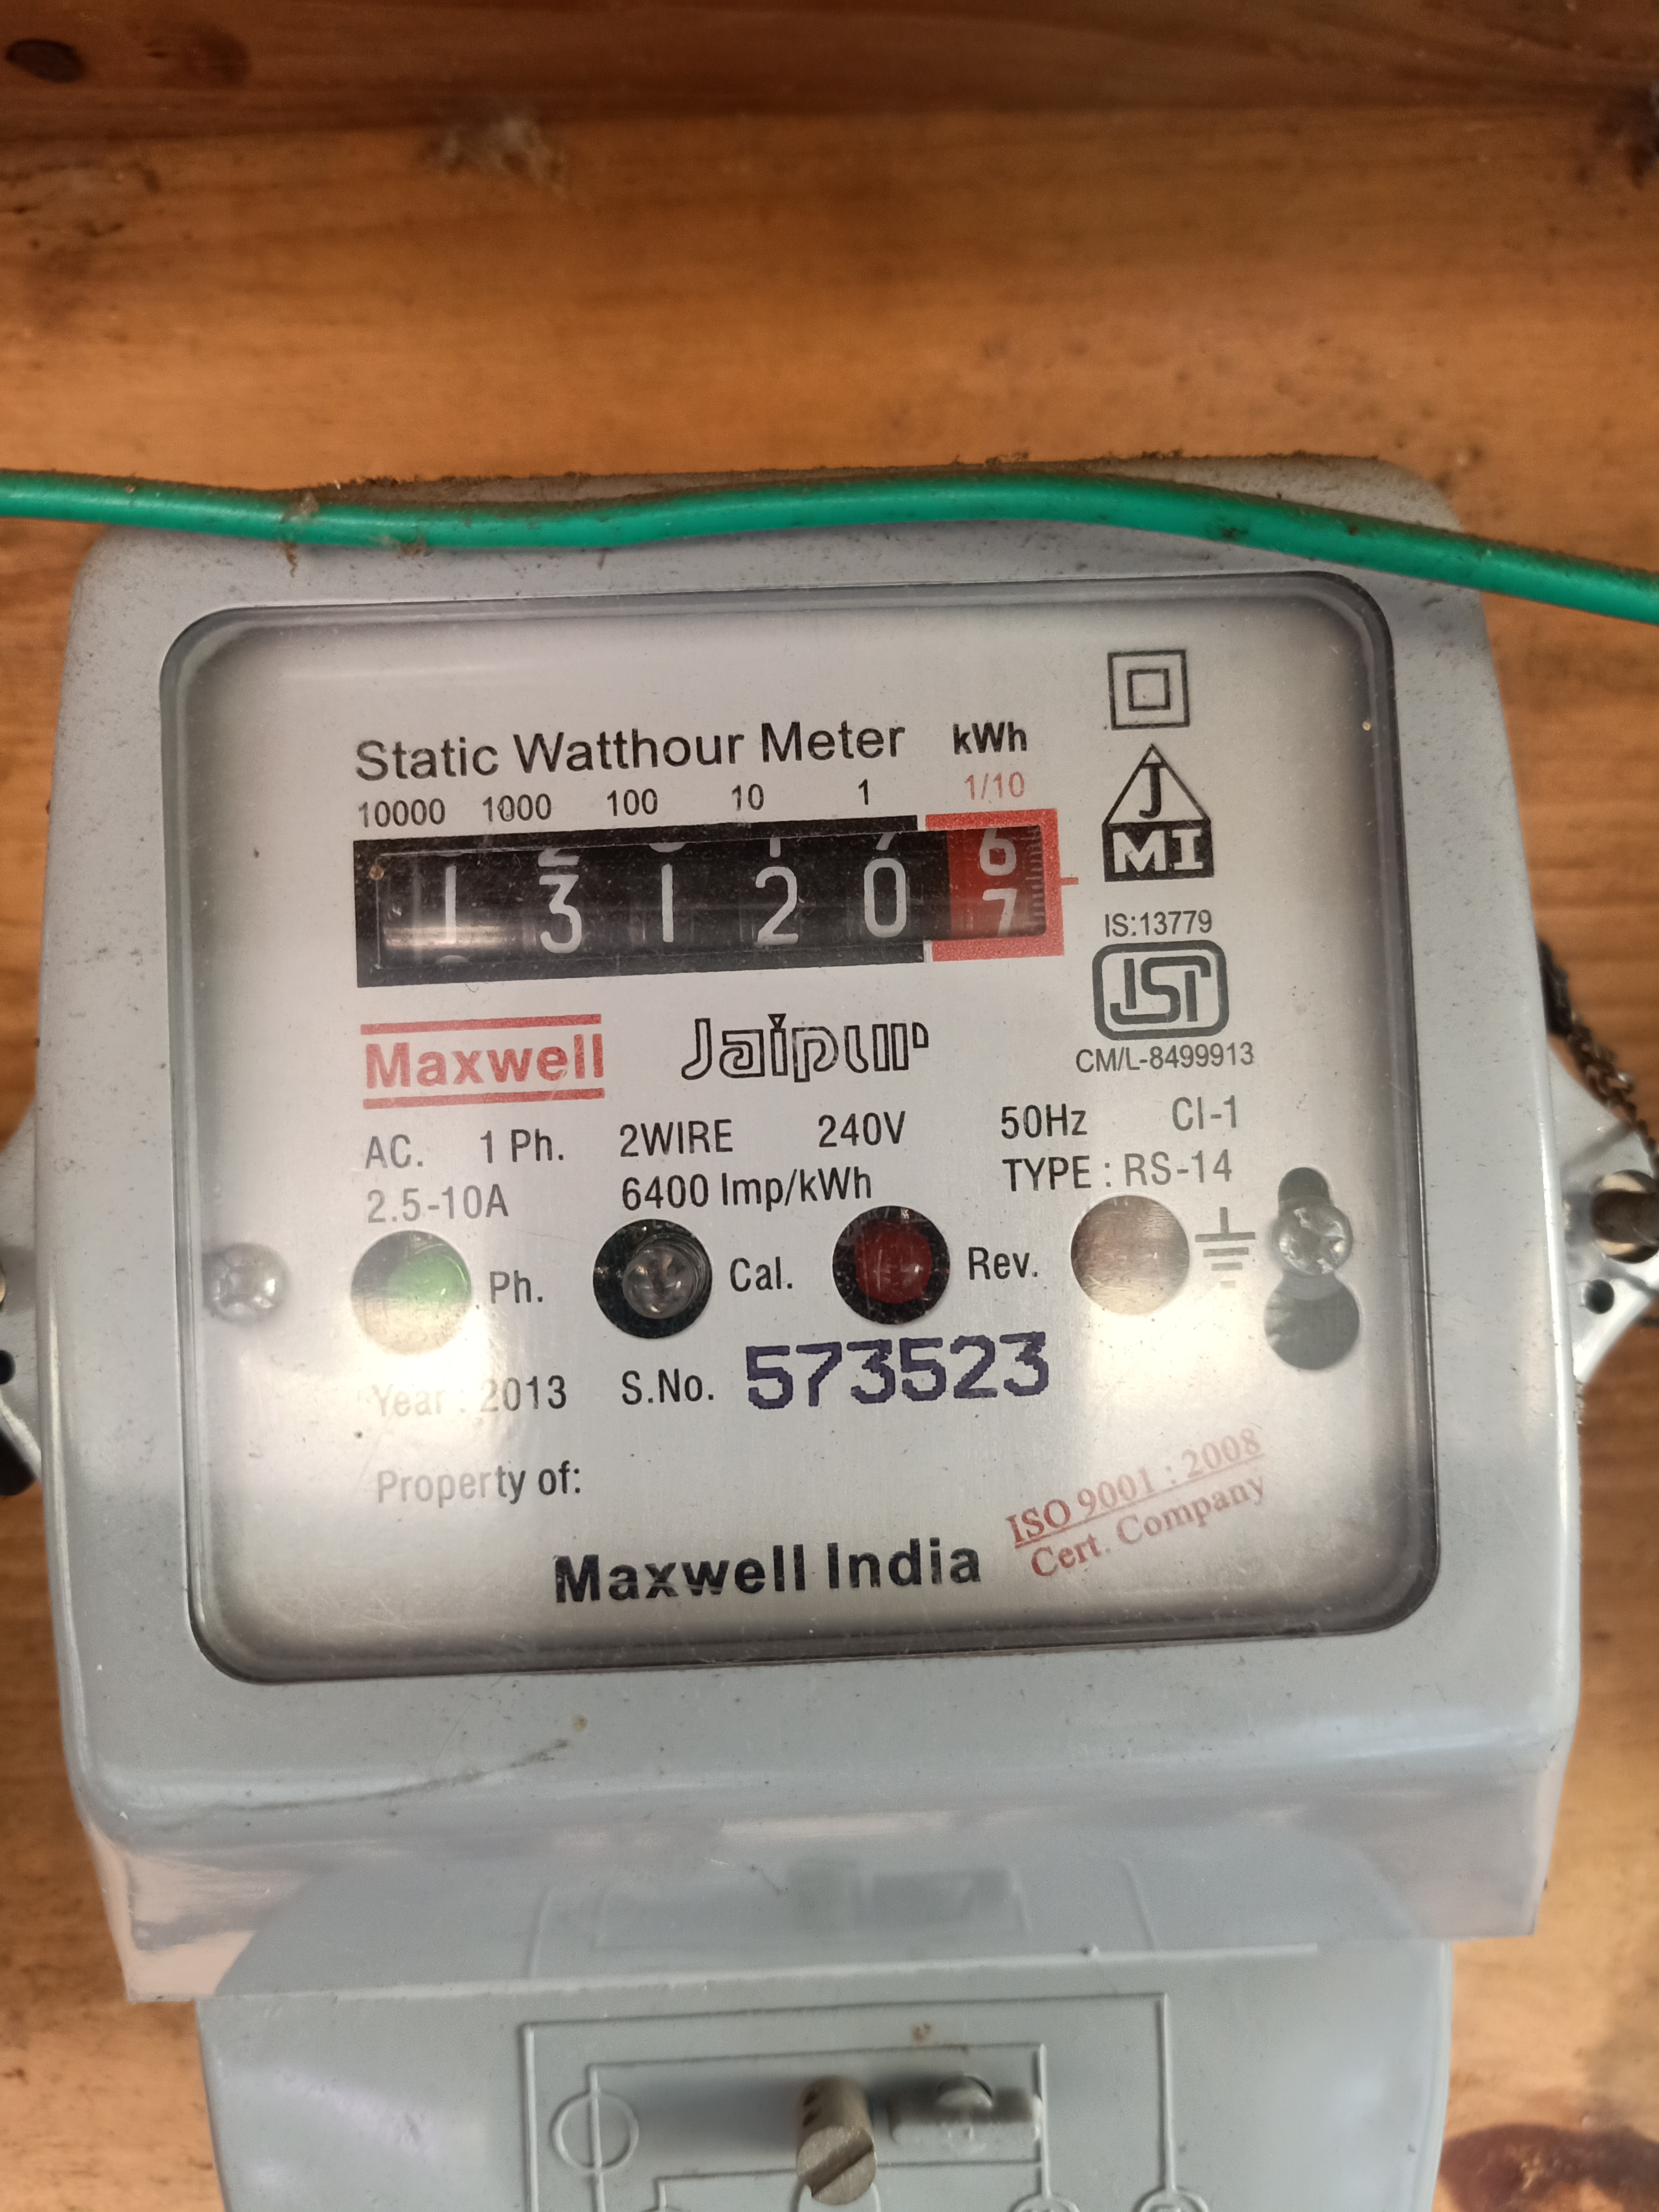 Static Watthour Meter kWh
10000 1000 100 10 1 1/10
1 3 1 2 0 6
7
J
MI
IS:13779
ISI
CM/L-8499913
Maxwell Jaipur
AC. 1 Ph. 2WIRE 240V 50Hz Cl-1
2.5-10A 6400 Imp/kWh TYPE : RS-14
Ph. Cal. Rev.
Year : 2013 S.No. 573523
Property of:
ISO 9001 : 2008
Cert. Company
Maxwell India